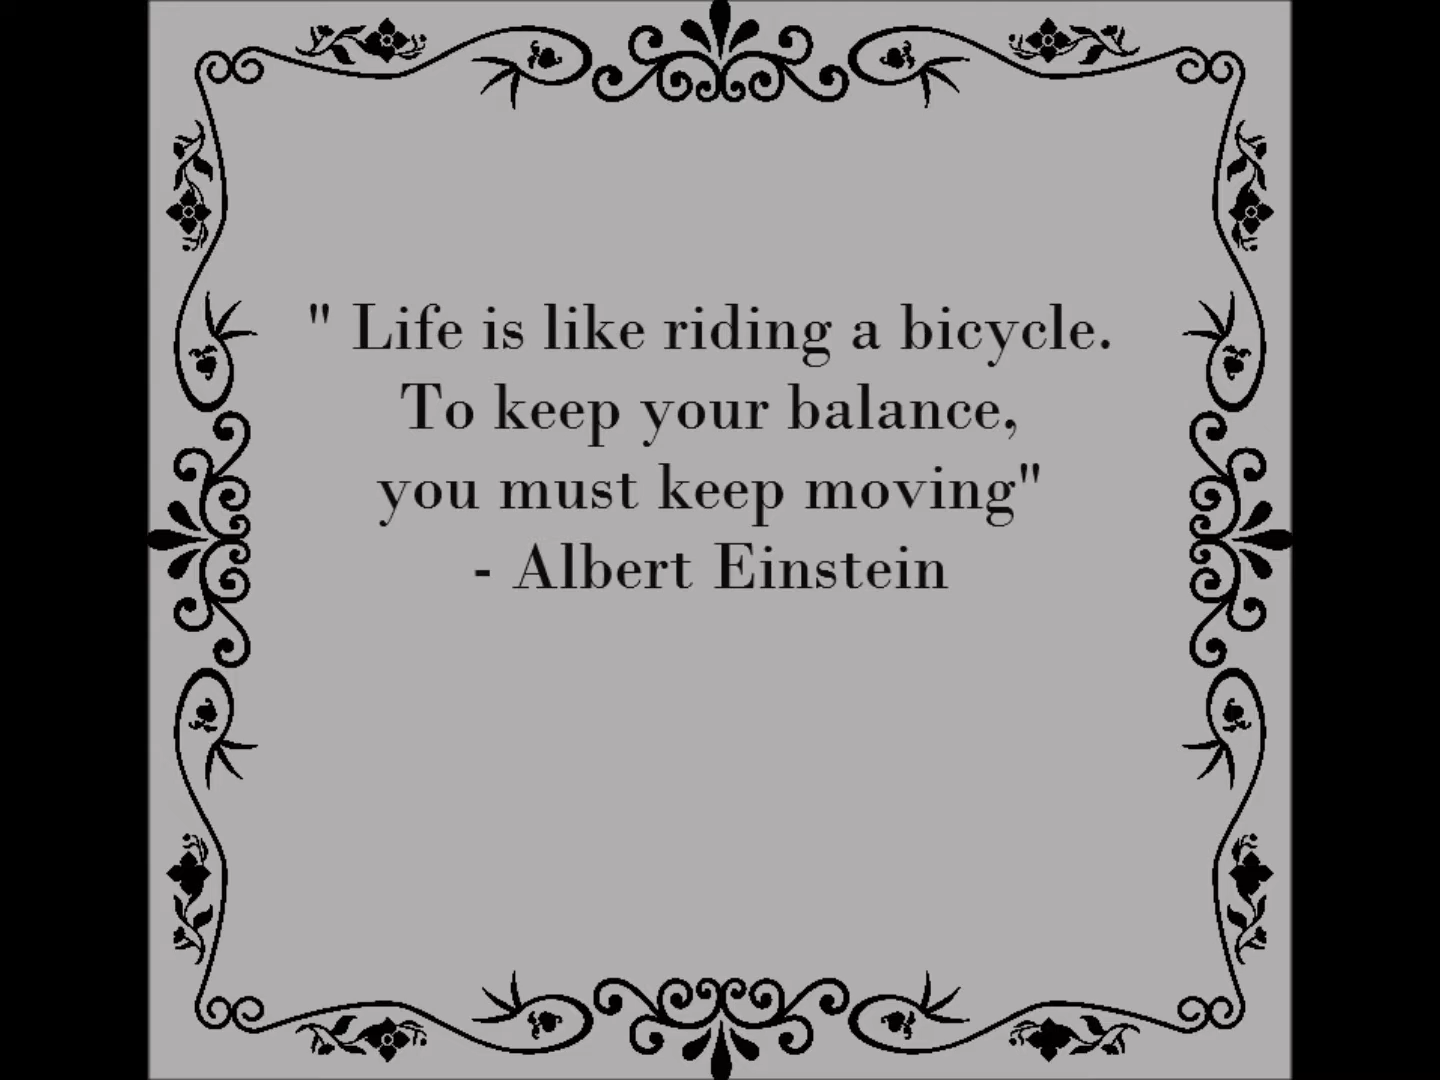 " Life is like riding a bicycle.
To keep your balance,
you must keep moving"
- Albert Einstein